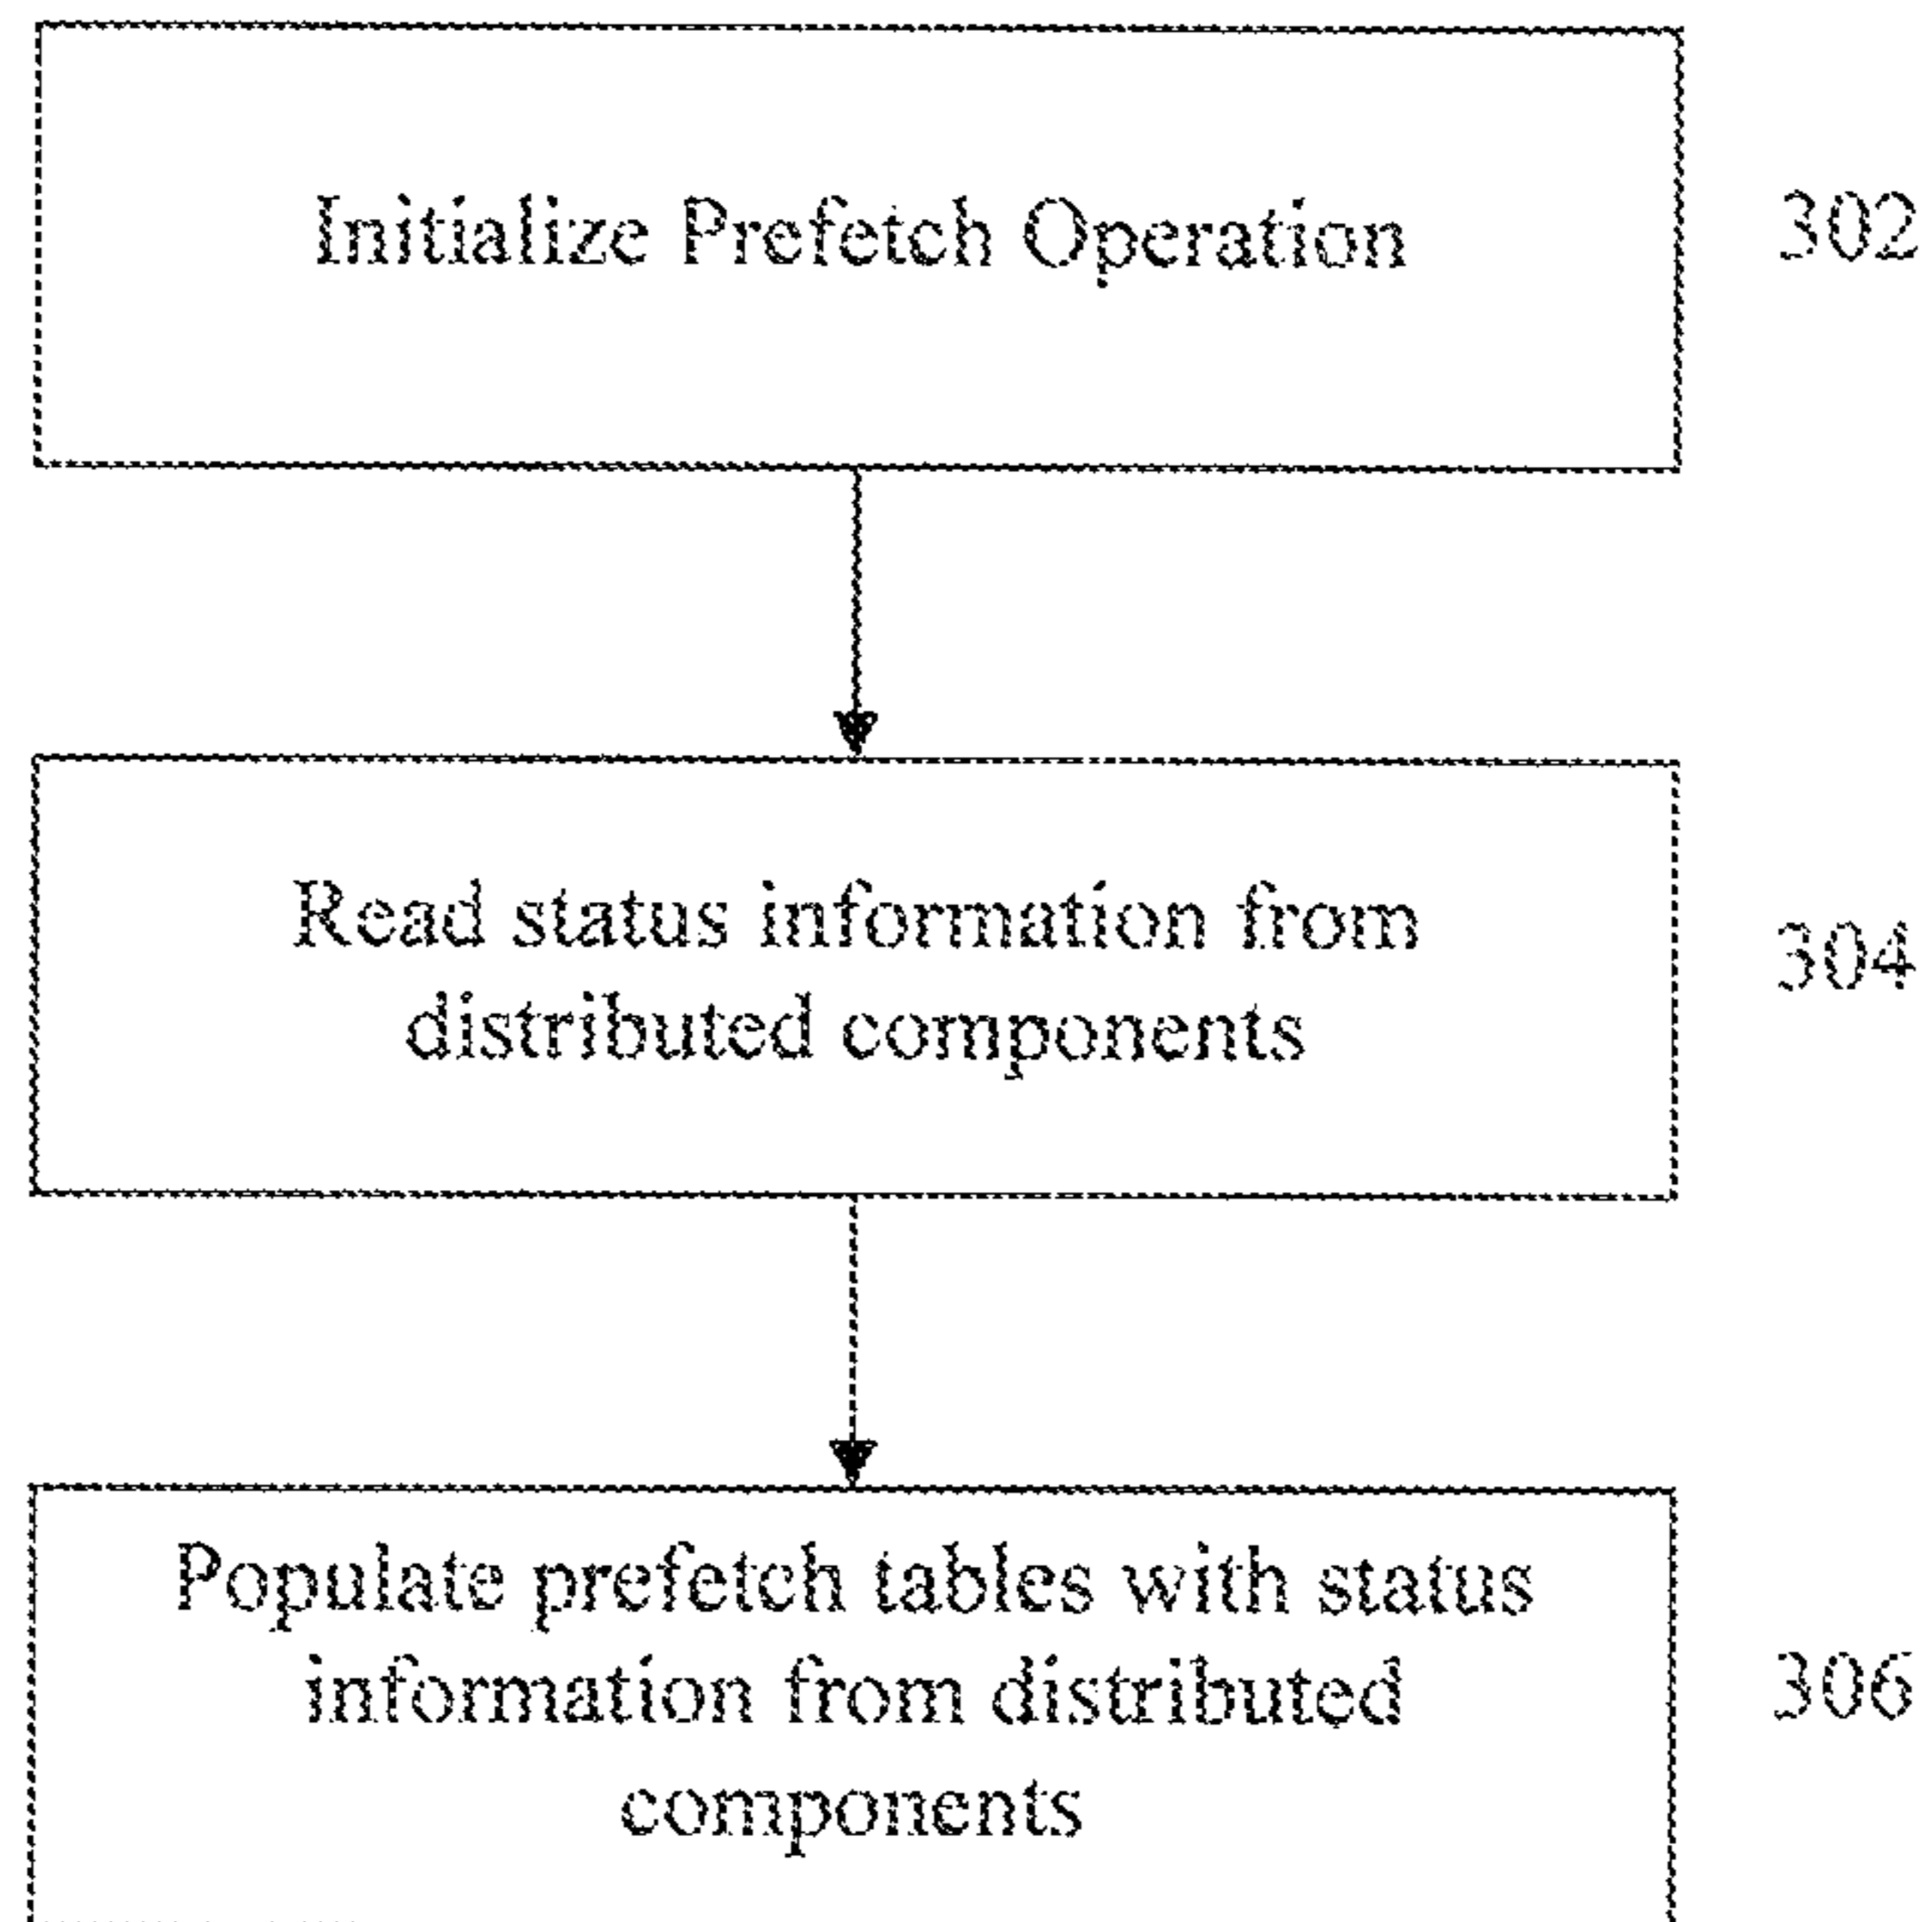 Initialize Prefetch Operation
302
Read status information from
distributed components
304
Populate prefetch tables with status
information from distributed
components
306